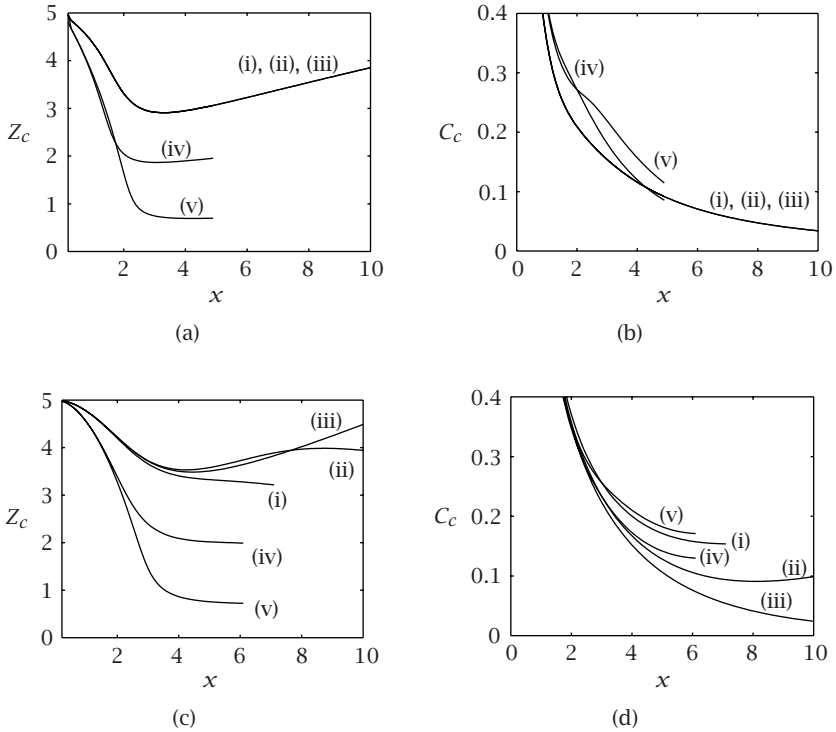 5
4
3
2
1
0
Z_c
(i), (ii), (iii)
(iv)
(v)
2 4 6 8 10
x
(a)
0.4
0.3
0.2
0.1
0
C_c
(iv)
(v)
(i), (ii), (iii)
0 2 4 6 8 10
x
(b)
5
4
3
2
1
0
Z_c
(iii)
(ii)
(i)
(iv)
(v)
2 4 6 8 10
x
(c)
0.4
0.3
0.2
0.1
0
C_c
(v)
(i)
(iv)
(ii)
(iii)
0 2 4 6 8 10
x
(d)